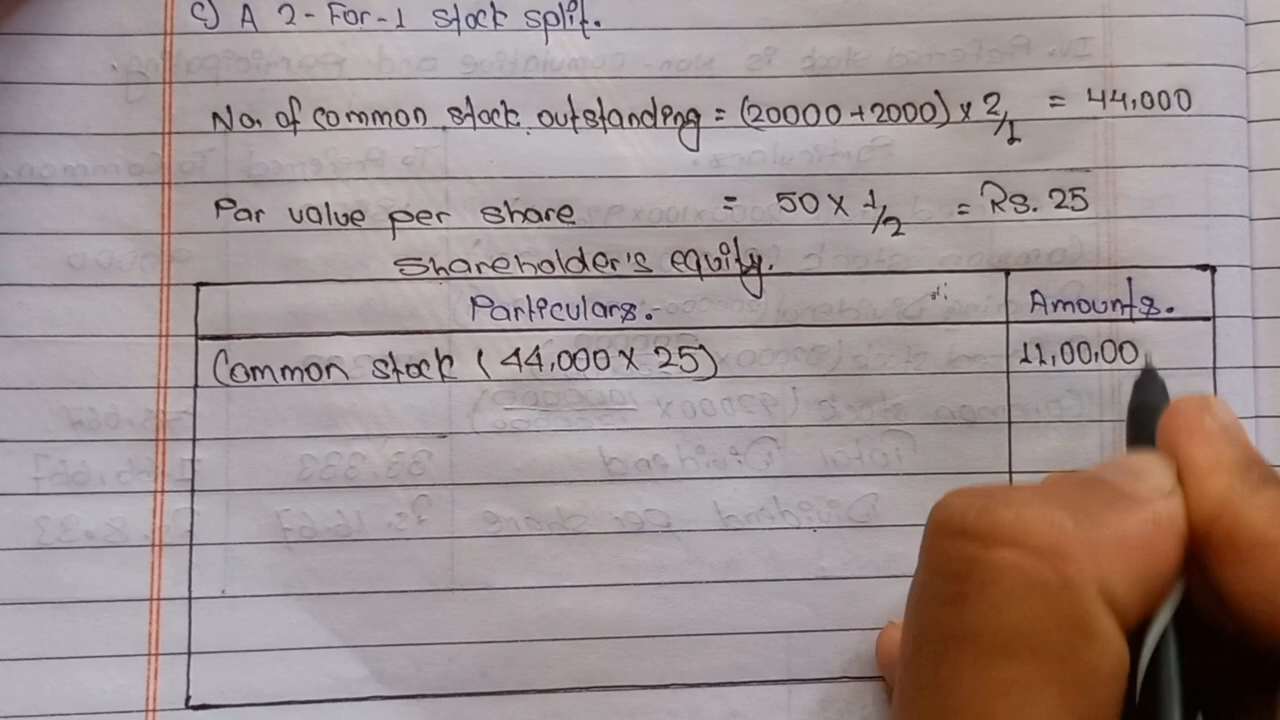 c) A 2-For-1 stock split.
No. of common stock outstanding = (20000+2000) × 2/1 = 44,000
Par value per share = 50 × 1/2 = Rs. 25
Shareholder's equity.
Particulars. Amounts.
Common stock (44,000 × 25) 11,00,00